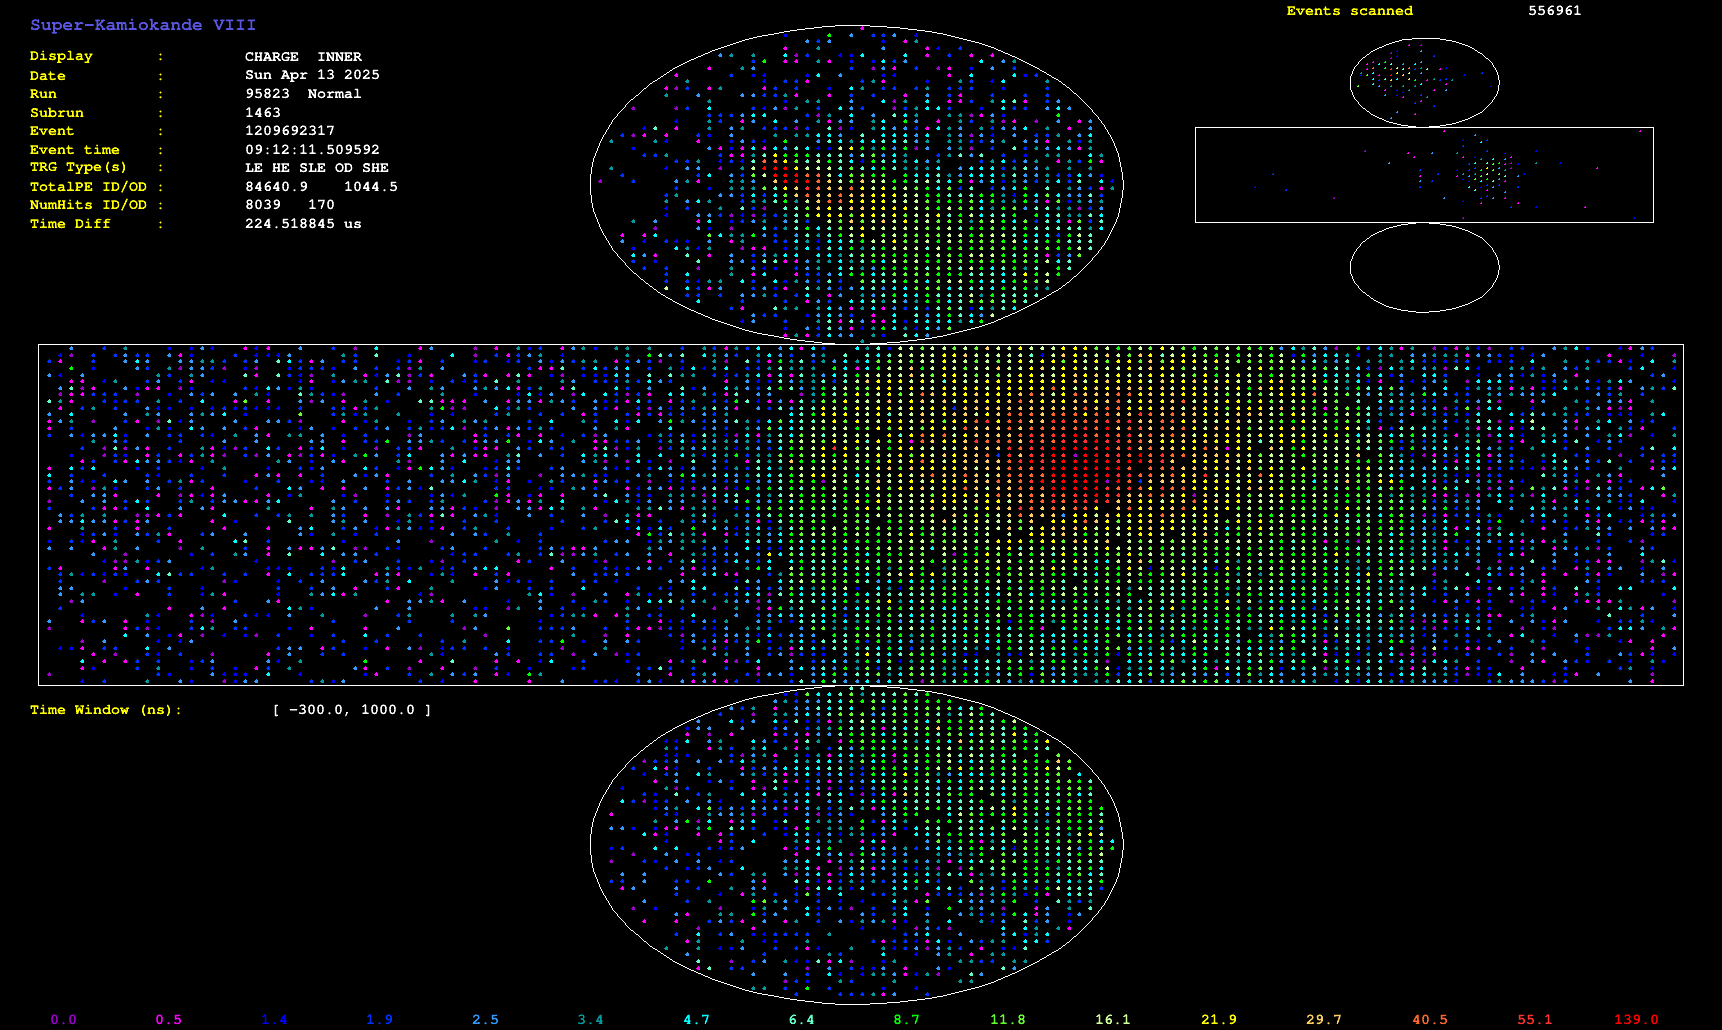 Super-Kamiokande VIII
Display : CHARGE INNER
Date : Sun Apr 13 2025
Run : 95823 Normal
Subrun : 1463
Event : 1209692317
Event time : 09:12:11.509592
TRG Type(s) : LE HE SLE OD SHE
TotalPE ID/OD : 84640.9 1044.5
NumHits ID/OD : 8039 170
Time Diff : 224.518845 us
Events scanned 556961
Time Window (ns): [ -300.0, 1000.0 ]
0.0 0.5 1.4 1.9 2.5 3.4 4.7 6.4 8.7 11.8 16.1 21.9 29.7 40.5 55.1 139.0